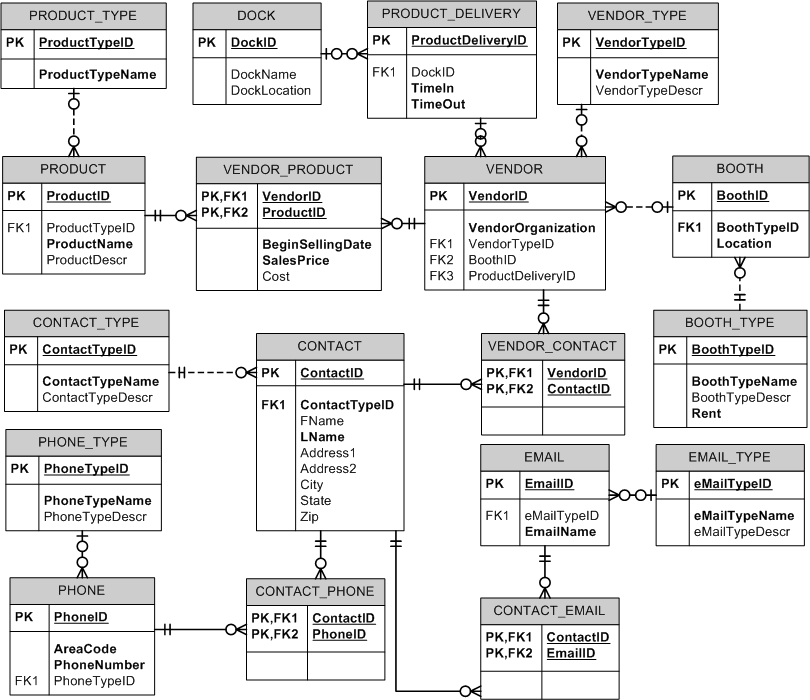 PRODUCT_TYPE
PK ProductTypeID
ProductTypeName
DOCK
PK DockID
DockName
DockLocation
PRODUCT_DELIVERY
PK ProductDeliveryID
FK1 DockID
TimeIn
TimeOut
VENDOR_TYPE
PK VendorTypeID
VendorTypeName
VendorTypeDescr
PRODUCT
PK ProductID
FK1 ProductTypeID
ProductName
ProductDescr
VENDOR_PRODUCT
PK,FK1 VendorID
PK,FK2 ProductID
BeginSellingDate
SalesPrice
Cost
VENDOR
PK VendorID
VendorOrganization
FK1 VendorTypeID
FK2 BoothID
FK3 ProductDeliveryID
BOOTH
PK BoothID
FK1 BoothTypeID
Location
CONTACT_TYPE
PK ContactTypeID
ContactTypeName
ContactTypeDescr
CONTACT
PK ContactID
FK1 ContactTypeID
FName
LName
Address1
Address2
City
State
Zip
VENDOR_CONTACT
PK,FK1 VendorID
PK,FK2 ContactID
BOOTH_TYPE
PK BoothTypeID
BoothTypeName
BoothTypeDescr
Rent
PHONE_TYPE
PK PhoneTypeID
PhoneTypeName
PhoneTypeDescr
EMAIL
PK EmailID
FK1 eMailTypeID
EmailName
EMAIL_TYPE
PK eMailTypeID
eMailTypeName
eMailTypeDescr
PHONE
PK PhoneID
AreaCode
PhoneNumber
FK1 PhoneTypeID
CONTACT_PHONE
PK,FK1 ContactID
PK,FK2 PhoneID
CONTACT_EMAIL
PK,FK1 ContactID
PK,FK2 EmailID